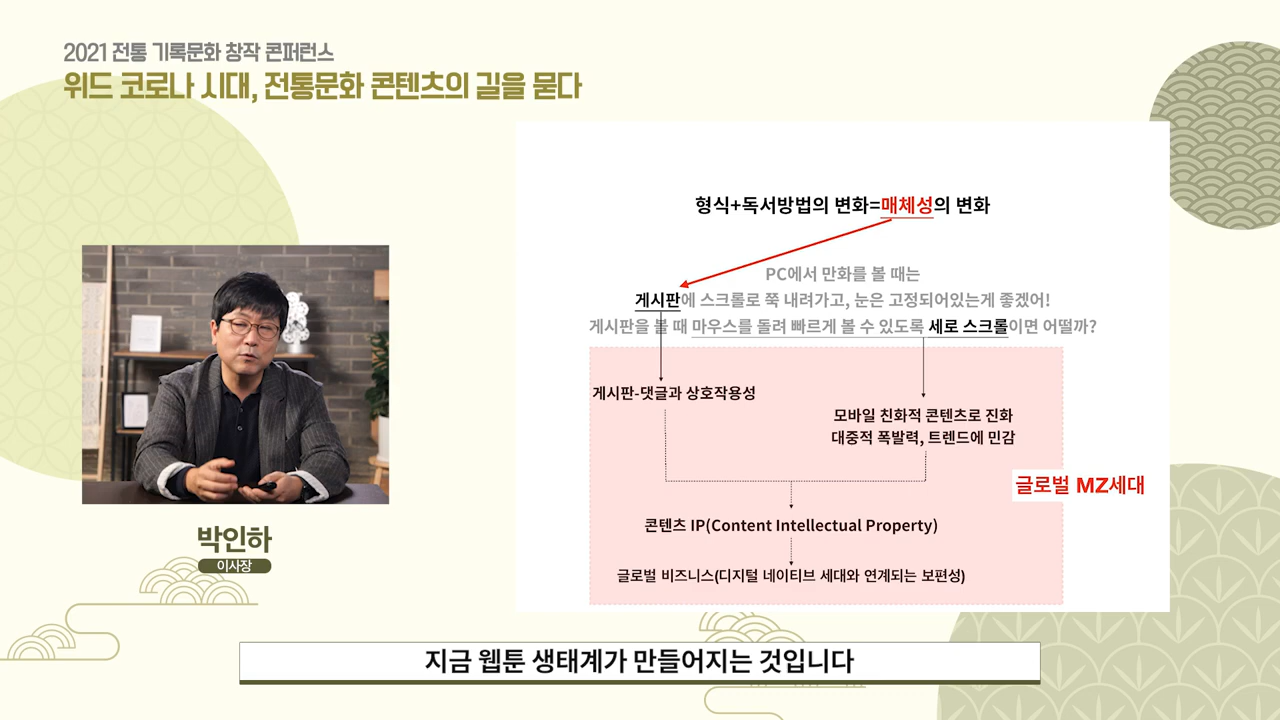 2021 전통 기록문화 창작 콘퍼런스
위드 코로나 시대, 전통문화 콘텐츠의 길을 묻다
형식+독서방법의 변화=매체성의 변화
PC에서 만화를 볼 때는
게시판에 스크롤로 쭉 내려가고, 눈은 고정되어있는게 좋겠어!
게시판을 볼 때 마우스를 돌려 빠르게 볼 수 있도록 세로 스크롤이면 어떨까?
게시판-댓글과 상호작용성
모바일 친화적 콘텐츠로 진화
대중적 폭발력, 트렌드에 민감
글로벌 MZ세대
콘텐츠 IP(Content Intellectual Property)
글로벌 비즈니스(디지털 네이티브 세대와 연계되는 보편성)
박인하
이사장
지금 웹툰 생태계가 만들어지는 것입니다